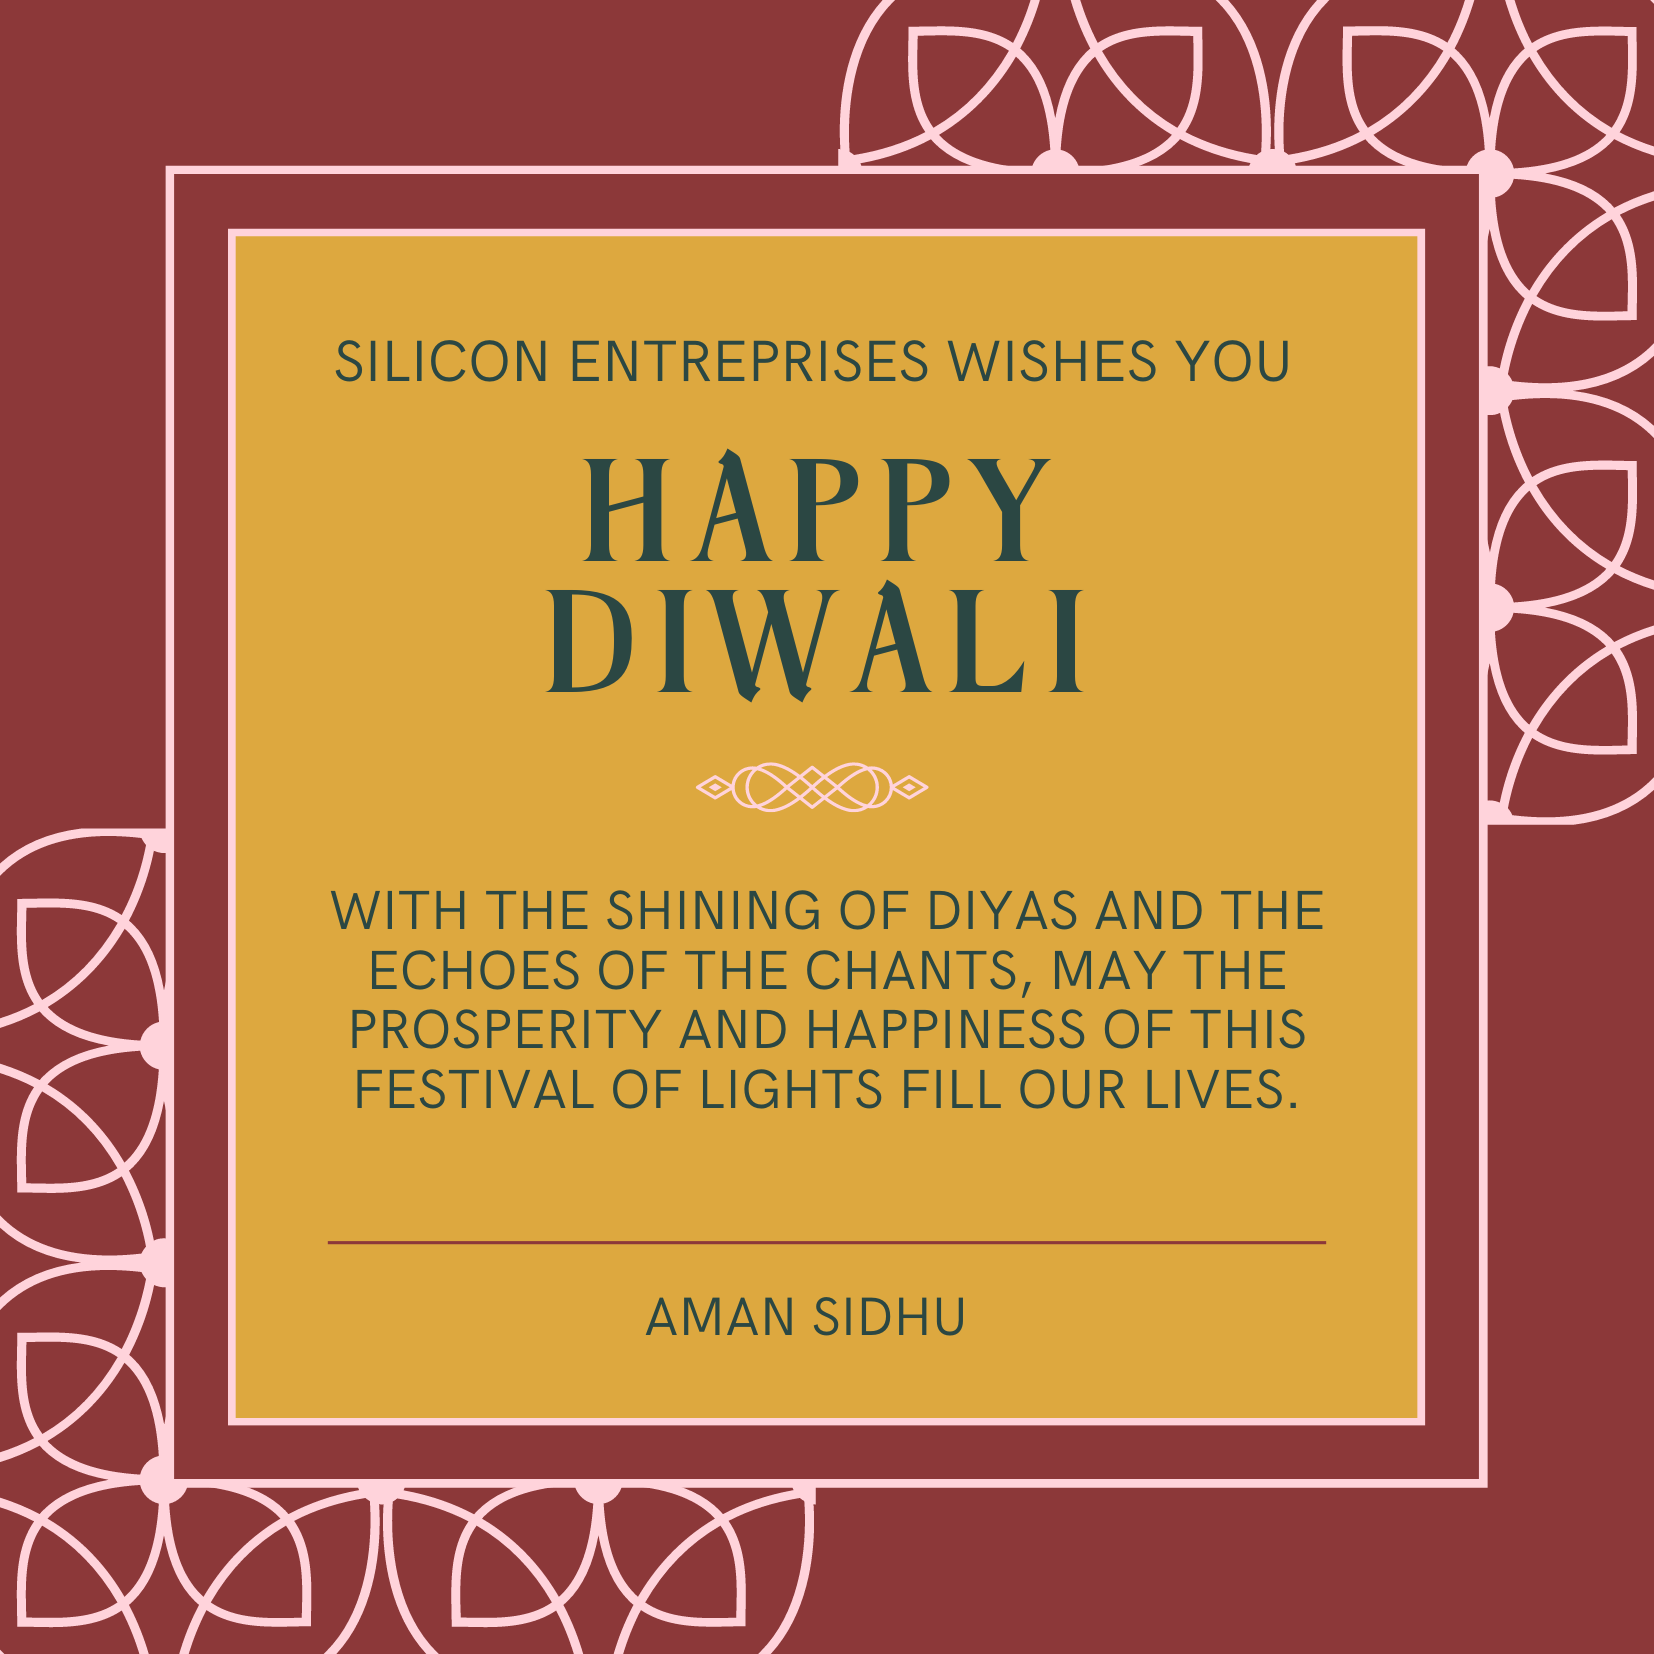 SILICON ENTREPRISES WISHES YOU
HAPPY
DIWALI
WITH THE SHINING OF DIYAS AND THE
ECHOES OF THE CHANTS, MAY THE
PROSPERITY AND HAPPINESS OF THIS
FESTIVAL OF LIGHTS FILL OUR LIVES.
AMAN SIDHU